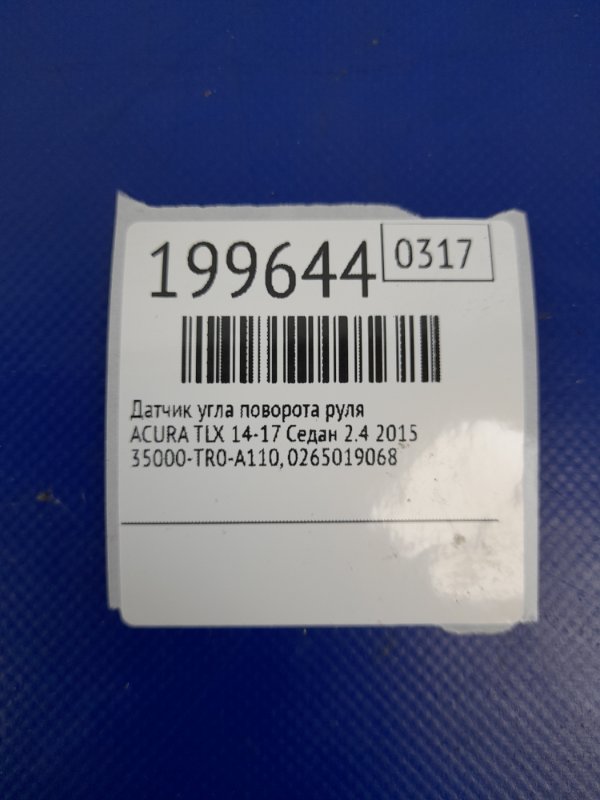 199644 0317
Датчик угла поворота руля
ACURA TLX 14-17 Седан 2.4 2015
35000-TR0-A110, 0265019068